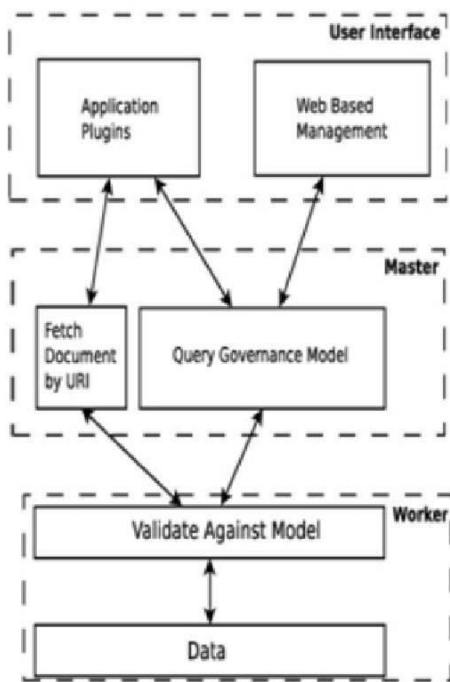 User Interface
Application
Plugins
Web Based
Management
Master
Fetch
Document
by URI
Query Governance Model
Worker
Validate Against Model
Data